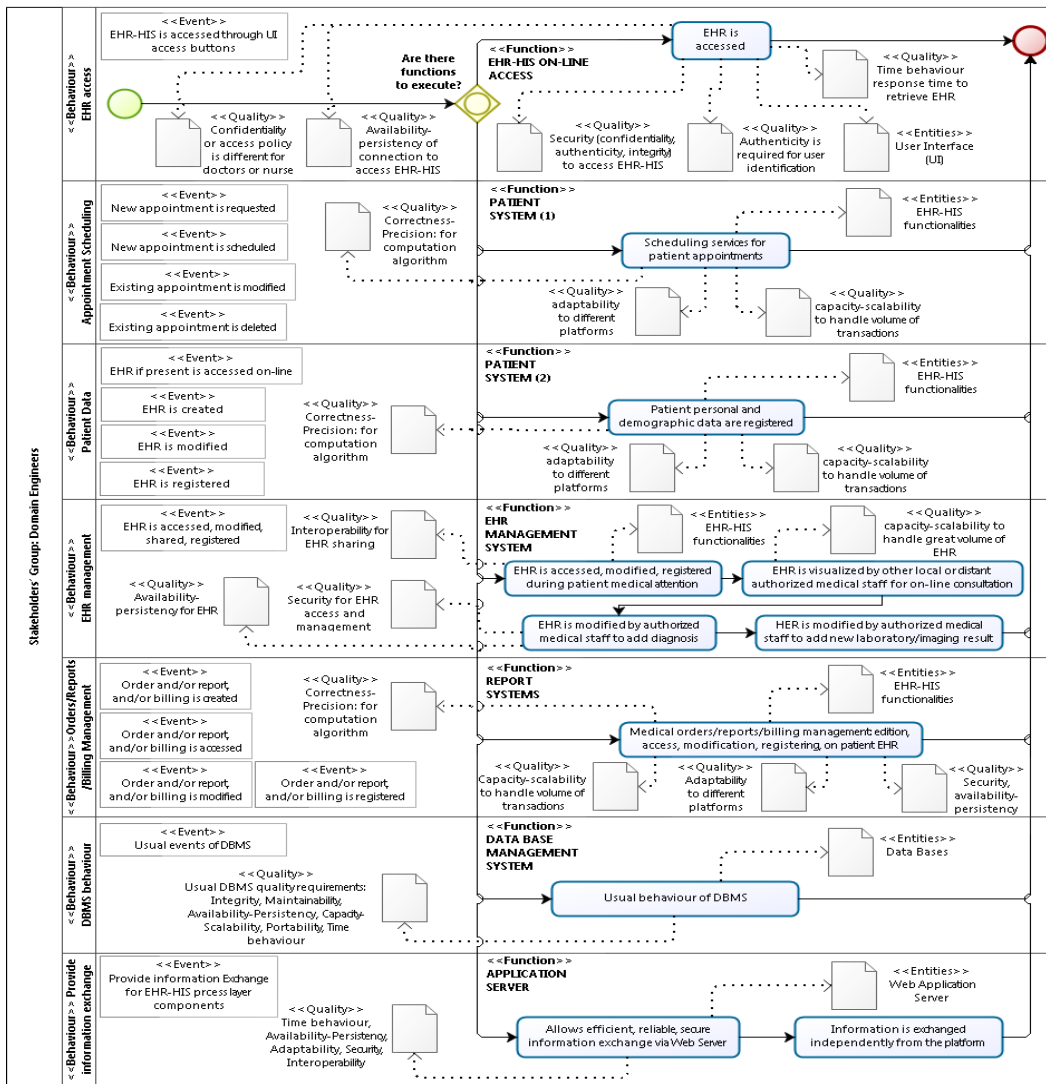 Stakeholders' Group: Domain Engineers
<<Behaviour>>
EHR access
<<Event>>
EHR-HIS is accessed through UI
access buttons
Are there
functions
to execute?
<<Function>>
EHR-HIS ON-LINE
ACCESS
EHR is
accessed
<<Quality>>
Time behaviour
response time to
retrieve EHR
<<Quality>>
Confidentiality
or access policy
is different for
doctors or nurse
<<Quality>>
Availability-
persistency of
connection to
access EHR-HIS
<<Quality>>
Security (confidentiality,
authenticity, integrity)
to access EHR-HIS
<<Quality>>
Authenticity is
required for user
identification
<<Entities>>
User Interface
(UI)
<<Behaviour>>
Appointment Scheduling
<<Event>>
New appointment is requested
<<Event>>
New appointment is scheduled
<<Event>>
Existing appointment is modified
<<Event>>
Existing appointment is deleted
<<Quality>>
Correctness-
Precision: for
computation
algorithm
<<Function>>
PATIENT
SYSTEM (1)
<<Entities>>
EHR-HIS
functionalities
Scheduling services for
patient appointments
<<Quality>>
adaptability
to different
platforms
<<Quality>>
capacity-scalability
to handle volume of
transactions
<<Behaviour>>
Patient Data
<<Event>>
EHR if present is accessed on-line
<<Event>>
EHR is created
<<Event>>
EHR is modified
<<Event>>
EHR is registered
<<Quality>>
Correctness-
Precision: for
computation
algorithm
<<Function>>
PATIENT
SYSTEM (2)
<<Entities>>
EHR-HIS
functionalities
Patient personal and
demographic data are registered
<<Quality>>
adaptability
to different
platforms
<<Quality>>
capacity-scalability
to handle volume of
transactions
<<Behaviour>>
EHR management
<<Event>>
EHR is accessed, modified,
shared, registered
<<Quality>>
Interoperability for
EHR sharing
<<Function>>
EHR
MANAGEMENT
SYSTEM
<<Entities>>
EHR-HIS
functionalities
<<Quality>>
capacity-scalability to
handle great volume of
EHR
<<Quality>>
Availability-
persistency for EHR
<<Quality>>
Security for EHR
access and
management
EHR is accessed, modified, registered
during patient medical attention
EHR is visualized by other local or distant
authorized medical staff for on-line consultation
EHR is modified by authorized
medical staff to add diagnosis
HER is modified by authorized medical
staff to add new laboratory/imaging result
<<Behaviour>> Orders/Reports
/Billing Management
<<Event>>
Order and/or report,
and/or billing is created
<<Event>>
Order and/or report,
and/or billing is accessed
<<Event>>
Order and/or report,
and/or billing is modified
<<Event>>
Order and/or report,
and/or billing is registered
<<Quality>>
Correctness-
Precision: for
computation
algorithm
<<Function>>
REPORT
SYSTEMS
<<Entities>>
EHR-HIS
functionalities
Medical orders/reports/billing management: edition,
access, modification, registering, on patient EHR
<<Quality>>
Capacity-scalability
to handle volume of
transactions
<<Quality>>
Adaptability
to different
platforms
<<Quality>>
Security,
availability-
persistency
<<Behaviour>>
DBMS behaviour
<<Event>>
Usual events of DBMS
<<Quality>>
Usual DBMS quality requirements:
Integrity, Maintainability,
Availability-Persistency, Capacity-
Scalability, Portability, Time
behaviour
<<Function>>
DATA BASE
MANAGEMENT
SYSTEM
<<Entities>>
Data Bases
Usual behaviour of DBMS
<<Behaviour>> Provide
information exchange
<<Event>>
Provide information Exchange
for EHR-HIS prcess layer
components
<<Quality>>
Time behaviour,
Availability-Persistency,
Adaptability, Security,
Interoperability
<<Function>>
APPLICATION
SERVER
<<Entities>>
Web Application
Server
Allows efficient, reliable, secure
information exchange via Web Server
Information is exchanged
independently from the platform